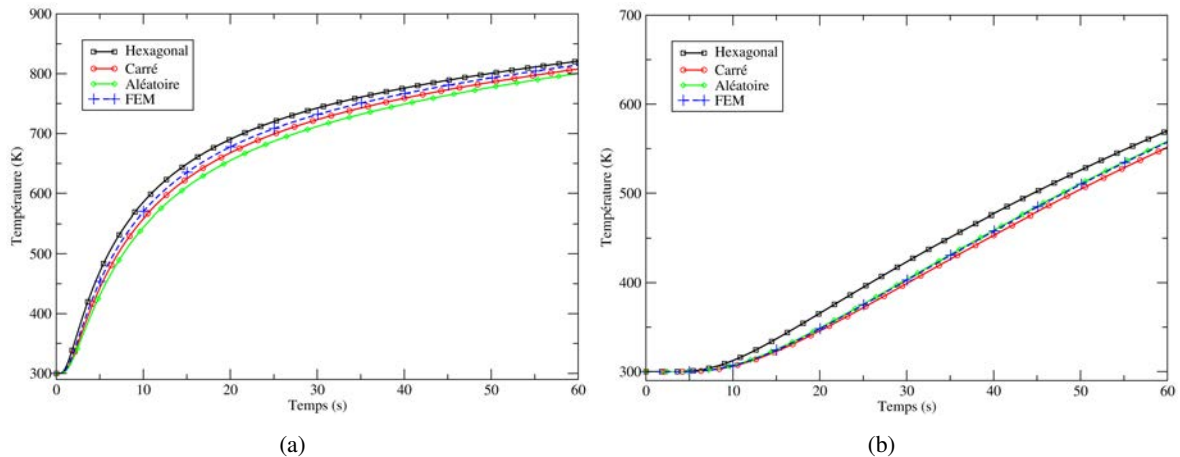 900
800
700
600
500
400
300
Température (K)
Hexagonal
Carré
Aléatoire
FEM
0 10 20 30 40 50 60
Temps (s)
(a)
700
600
500
400
300
Température (K)
Hexagonal
Carré
Aléatoire
FEM
0 10 20 30 40 50 60
Temps (s)
(b)